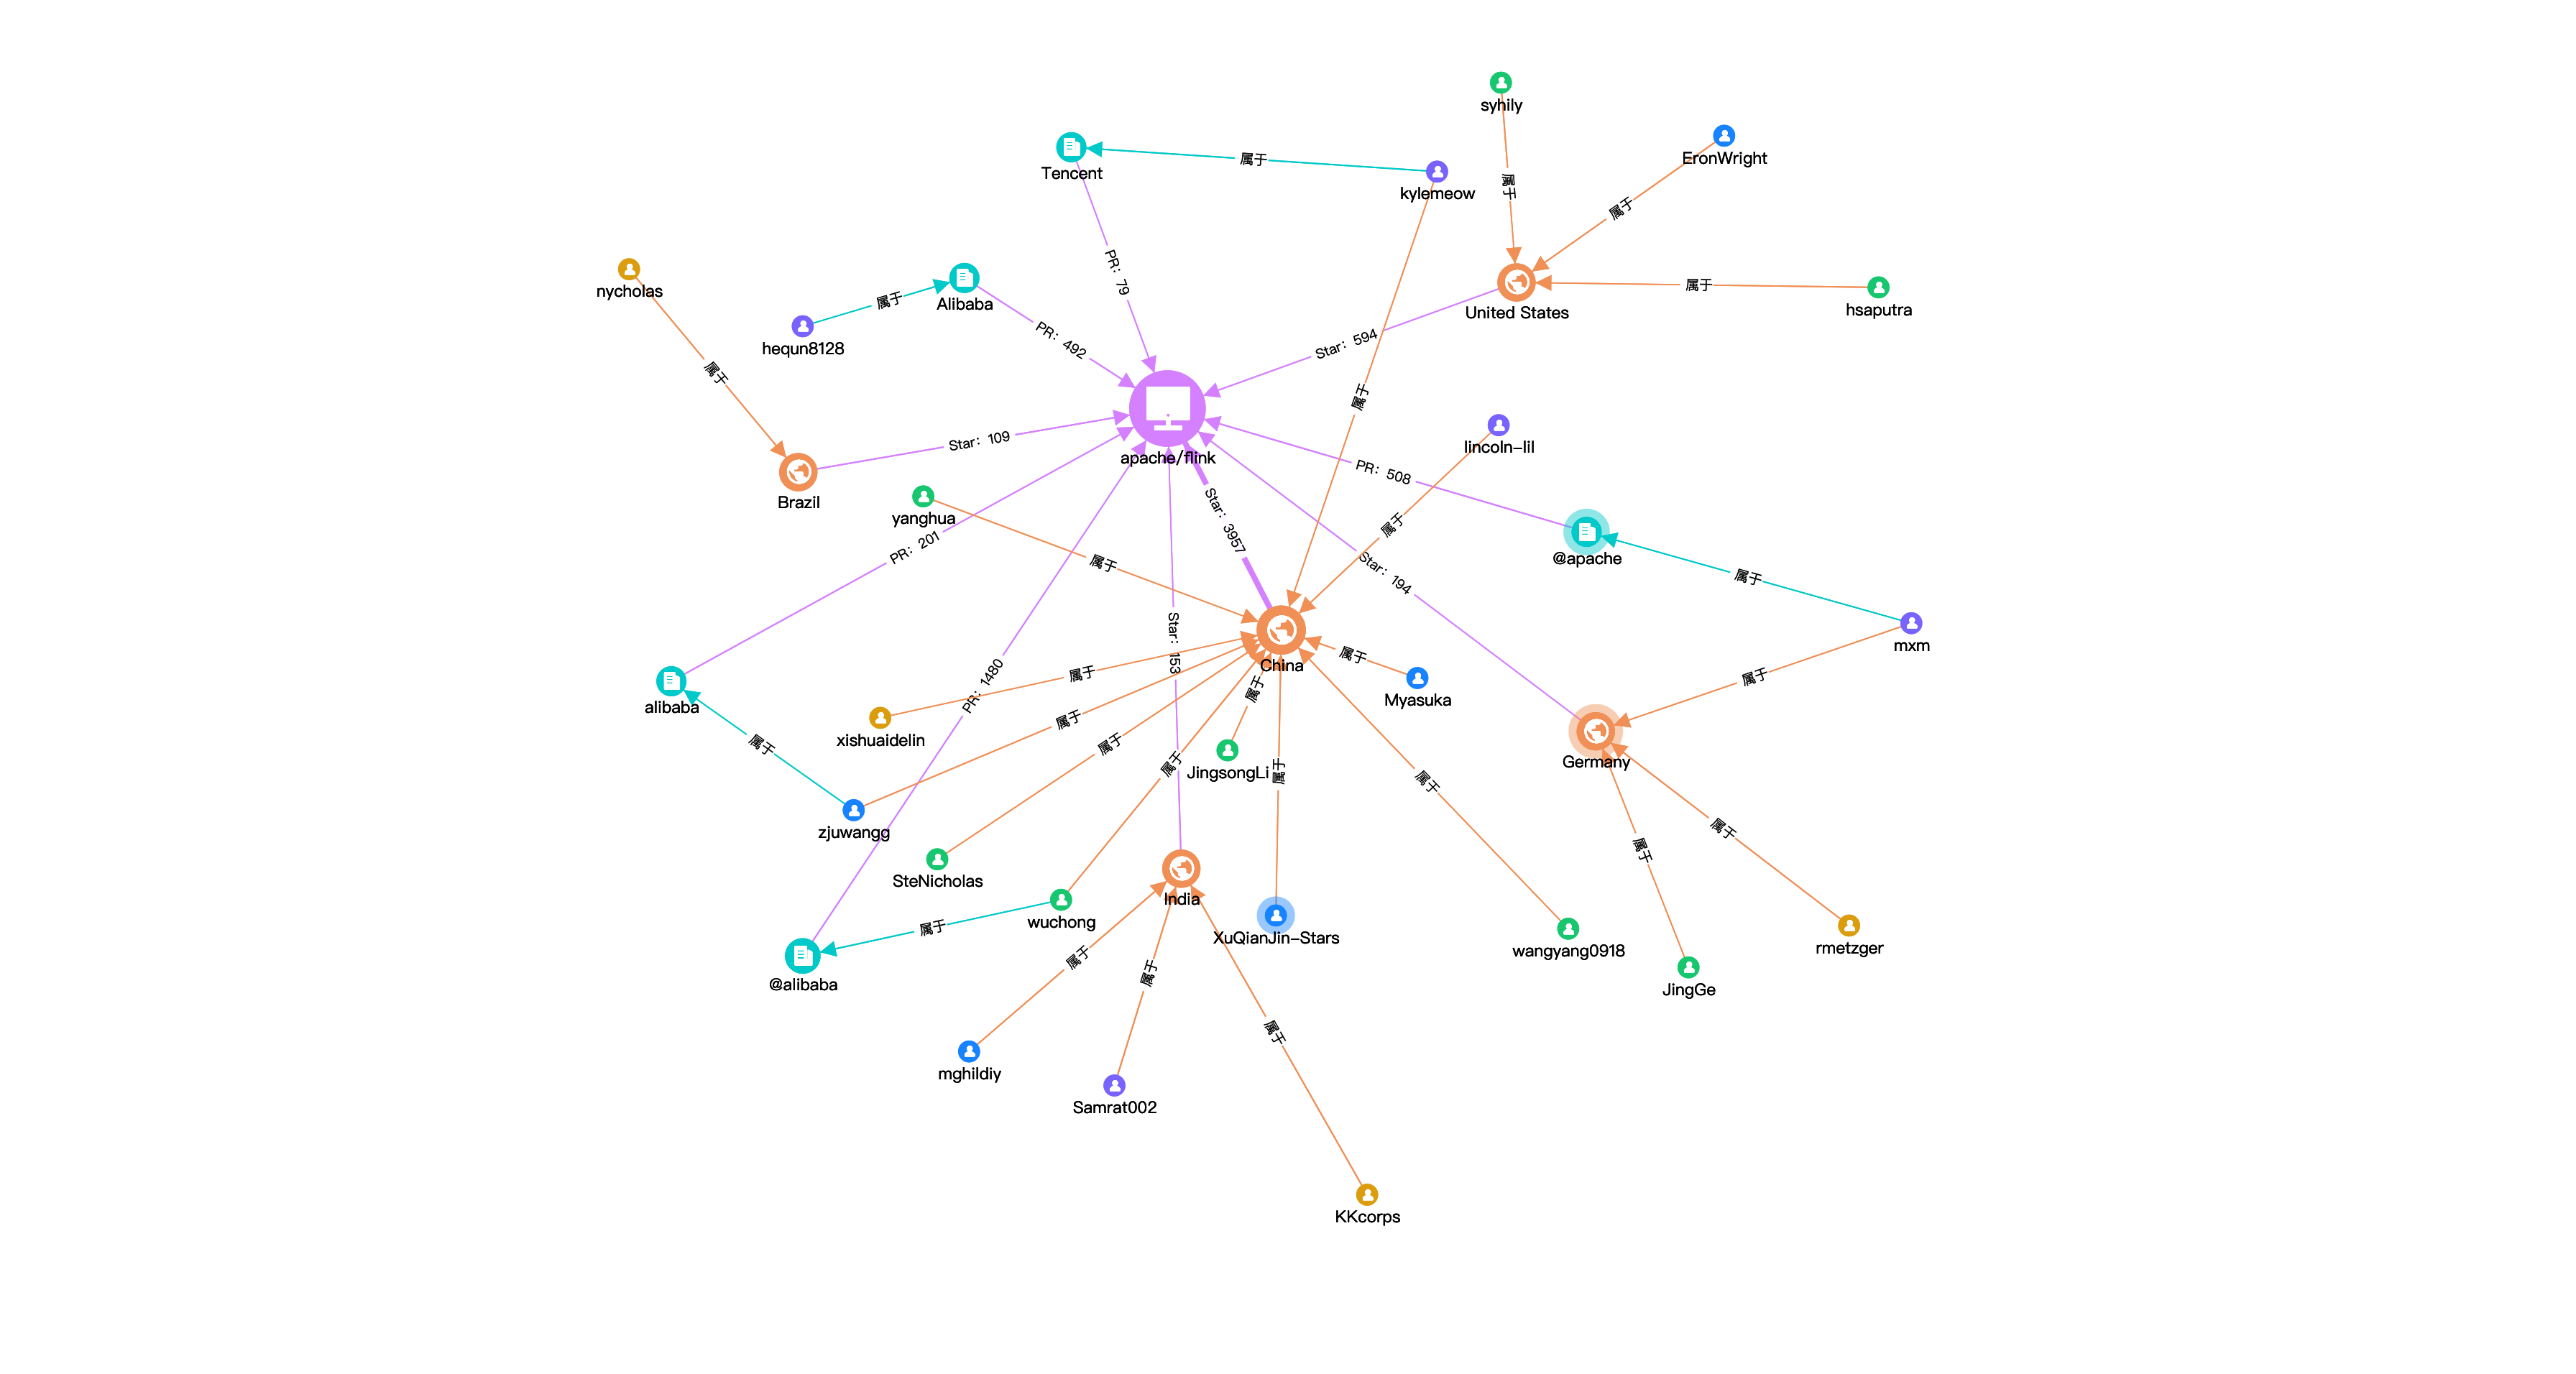 syhily
EronWright
Tencent
属于
kylemeow
属于
属于
PR: 79
nycholas
Alibaba
属于
hequn8128
PR: 492
United States
属于
hsaputra
Star: 594
属于
属于
Star: 109
apache/flink
lincoln-lil
PR: 508
Brazil
yanghua
Star: 3957
属于
PR: 201
属于
Star: 194
@apache
属于
mxm
Star: 153
China
属于
属于
属于
alibaba
PR: 1480
属于
Myasuka
xishuaidelin
属于
属于
属于
属于
JingsongLi
属于
属于
Germany
zjuwangg
属于
属于
SteNicholas
India
wuchong
属于
XuQianJin-Stars
wangyang0918
rmetzger
@alibaba
属于
属于
JingGe
属于
mghildiy
Samrat002
KKcorps